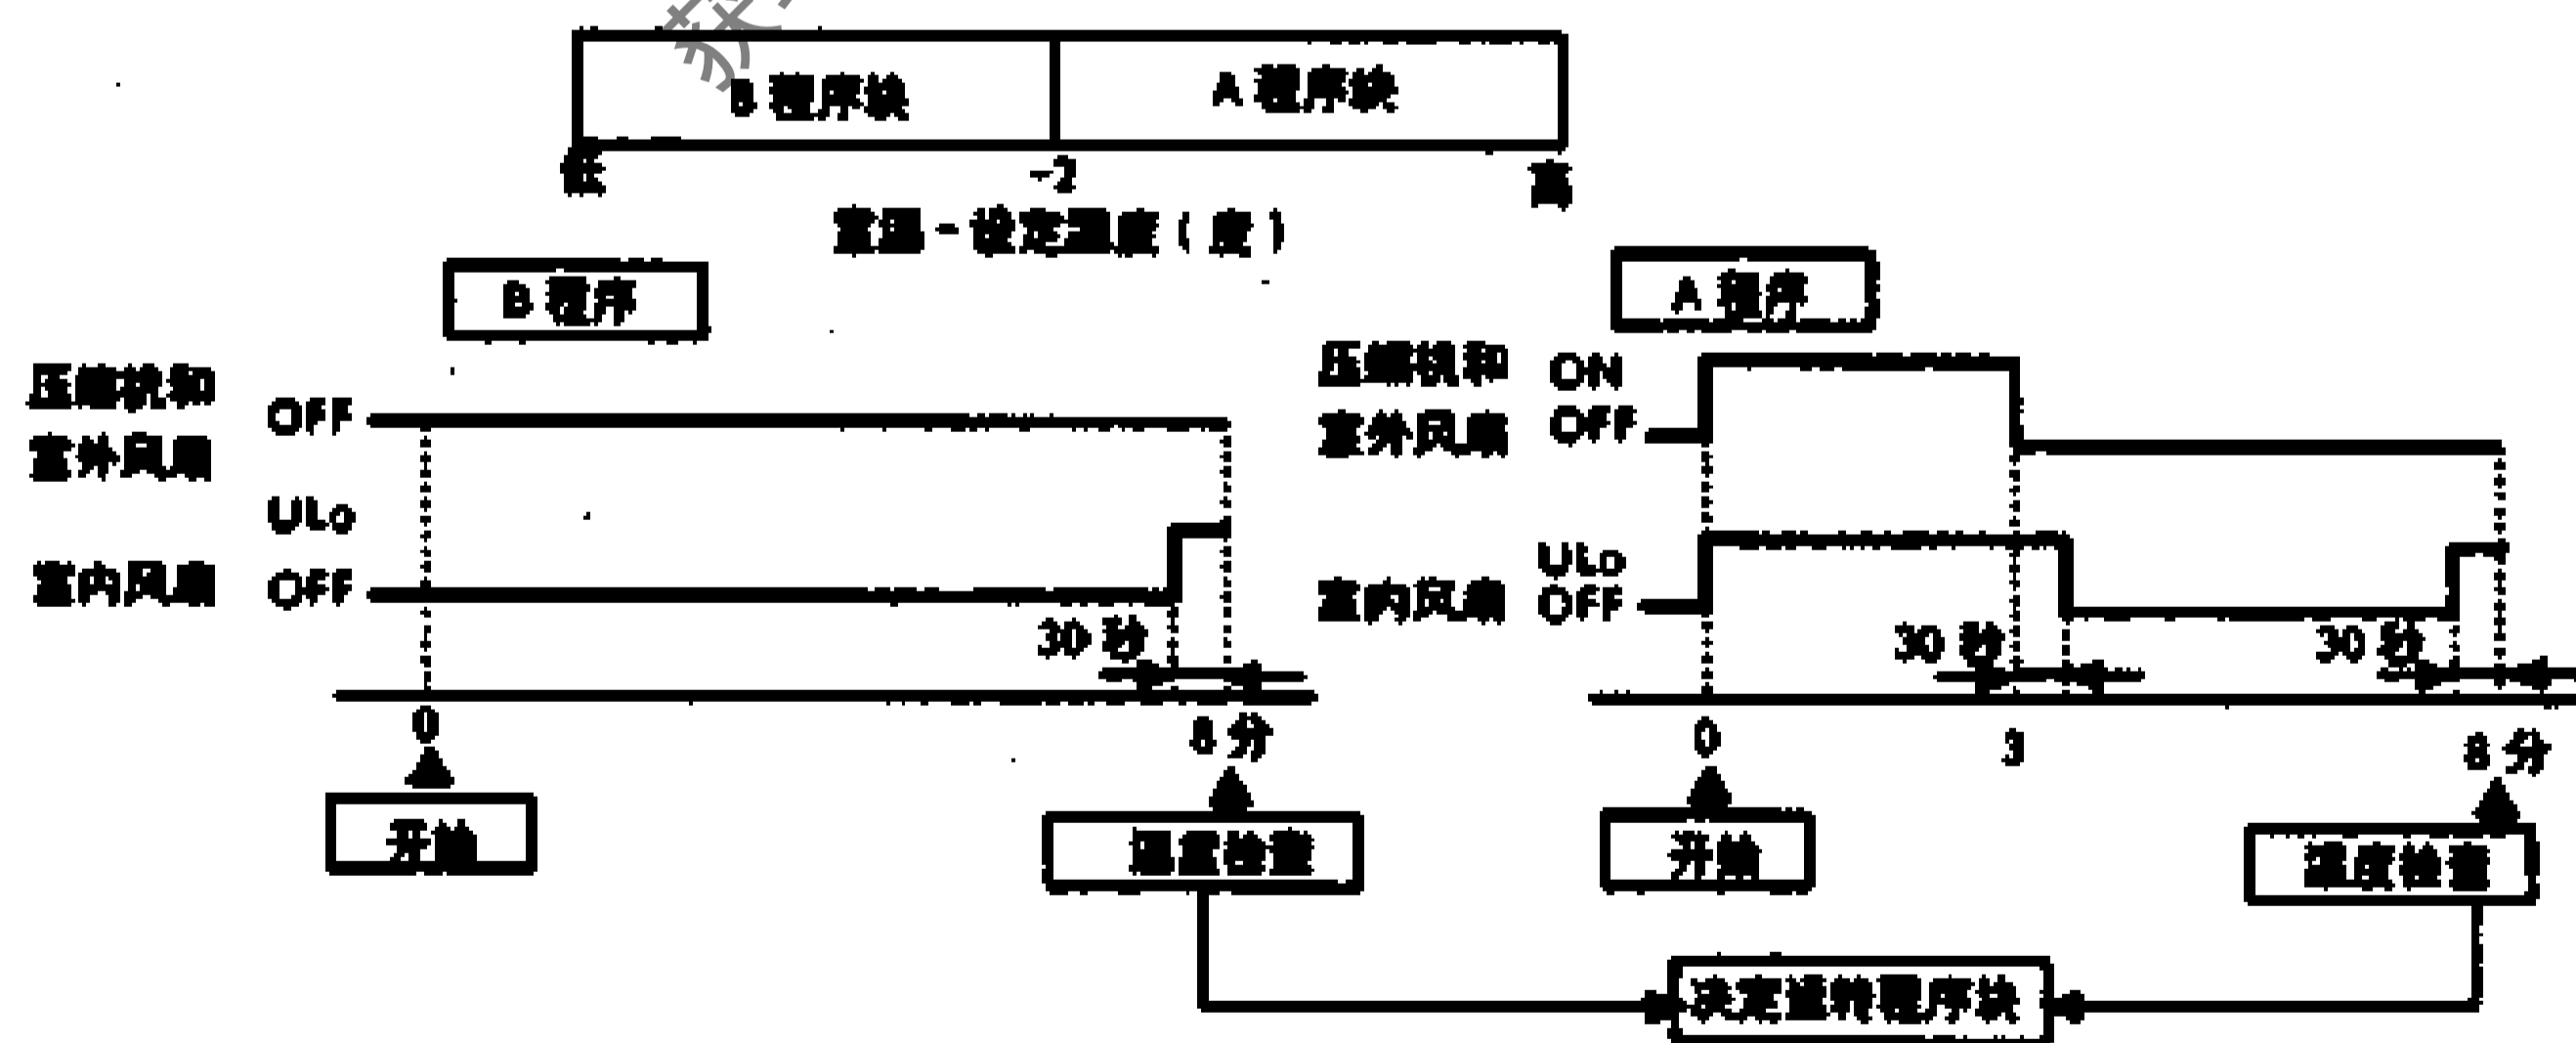 B 程序块 A 程序块
低 -2 高
室温 - 设定温度 ( 度 )
B 程序
压缩机和
室外风扇
OFF
ULo
室内风扇 OFF
30 秒
0 8 分
开始
温度检查
A 程序
压缩机和 ON
室外风扇 OFF
ULo
室内风扇 OFF
30 秒 30 秒
0 3 8 分
开始
温度检查
决定运转程序块